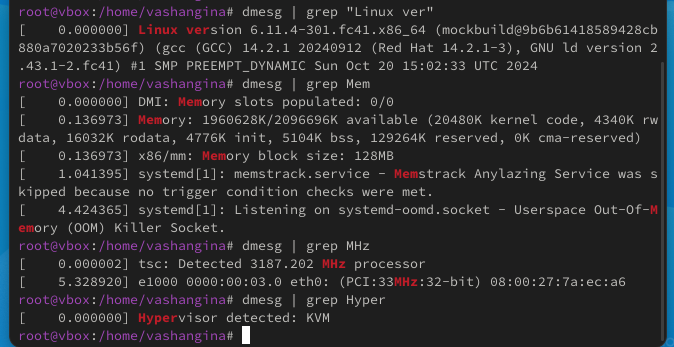 root@vbox:/home/vashangina# dmesg | grep "Linux ver"
[    0.000000] Linux version 6.11.4-301.fc41.x86_64 (mockbuild@9b6b61418589428cb
880a7020233b56f) (gcc (GCC) 14.2.1 20240912 (Red Hat 14.2.1-3), GNU ld version 2
.43.1-2.fc41) #1 SMP PREEMPT_DYNAMIC Sun Oct 20 15:02:33 UTC 2024
root@vbox:/home/vashangina# dmesg | grep Mem
[    0.000000] DMI: Memory slots populated: 0/0
[    0.136973] Memory: 1960628K/2096696K available (20480K kernel code, 4340K rw
data, 16032K rodata, 4776K init, 5104K bss, 129264K reserved, 0K cma-reserved)
[    0.136973] x86/mm: Memory block size: 128MB
[    1.041395] systemd[1]: memstrack.service - Memstrack Anylazing Service was s
kipped because no trigger condition checks were met.
[    4.424365] systemd[1]: Listening on systemd-oomd.socket - Userspace Out-Of-M
emory (OOM) Killer Socket.
root@vbox:/home/vashangina# dmesg | grep MHz
[    0.000002] tsc: Detected 3187.202 MHz processor
[    5.328920] e1000 0000:00:03.0 eth0: (PCI:33MHz:32-bit) 08:00:27:7a:ec:a6
root@vbox:/home/vashangina# dmesg | grep Hyper
[    0.000000] Hypervisor detected: KVM
root@vbox:/home/vashangina#